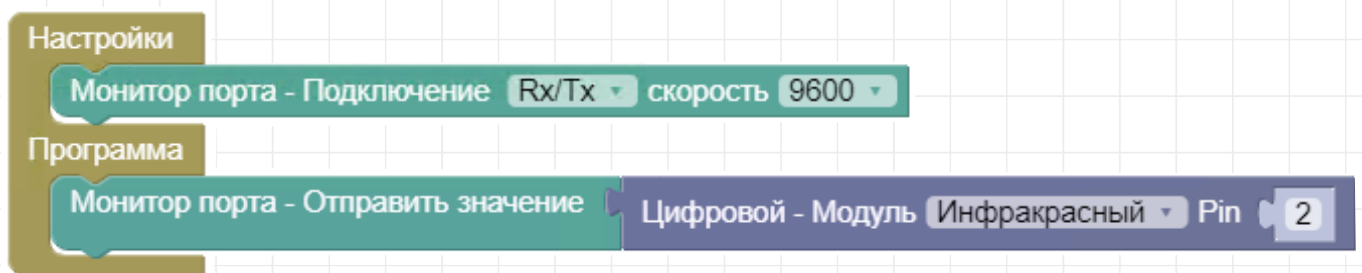 Настройки
Монитор порта - Подключение Rx/Tx скорость 9600
Программа
Монитор порта - Отправить значение Цифровой - Модуль Инфракрасный Pin 2